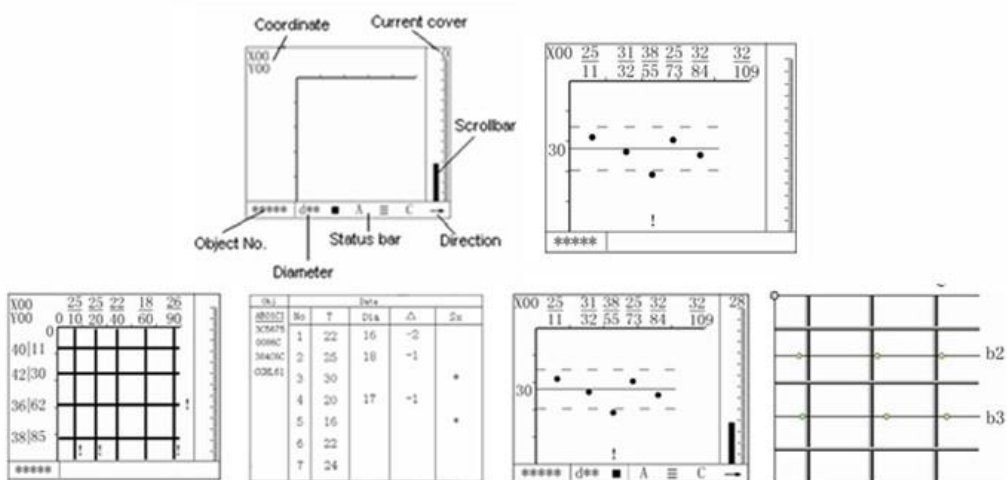 Coordinate
Current cover
X00
Y00
Scrollbar
***** d** ■ A ☰ C →
Object No.
Status bar
Direction
Diameter
X00 25 31 38 25 32 32
11 32 55 73 84 109
30
!
*****
X00 25 25 22 18 26
Y00 0 10 20 40 60 90
0
40|11
42|30
36|62
!
38|85
! ! !
*****
Obj Data
No T Dia △ Sx
1 22 16 -2
2 25 18 -1
3 30 *
4 20 17 -1
5 16 *
6 22
7 24
X00 25 31 38 25 32 32 28
11 32 55 73 84 109
30
!
***** d** ■ A ☰ C →
b2
b3